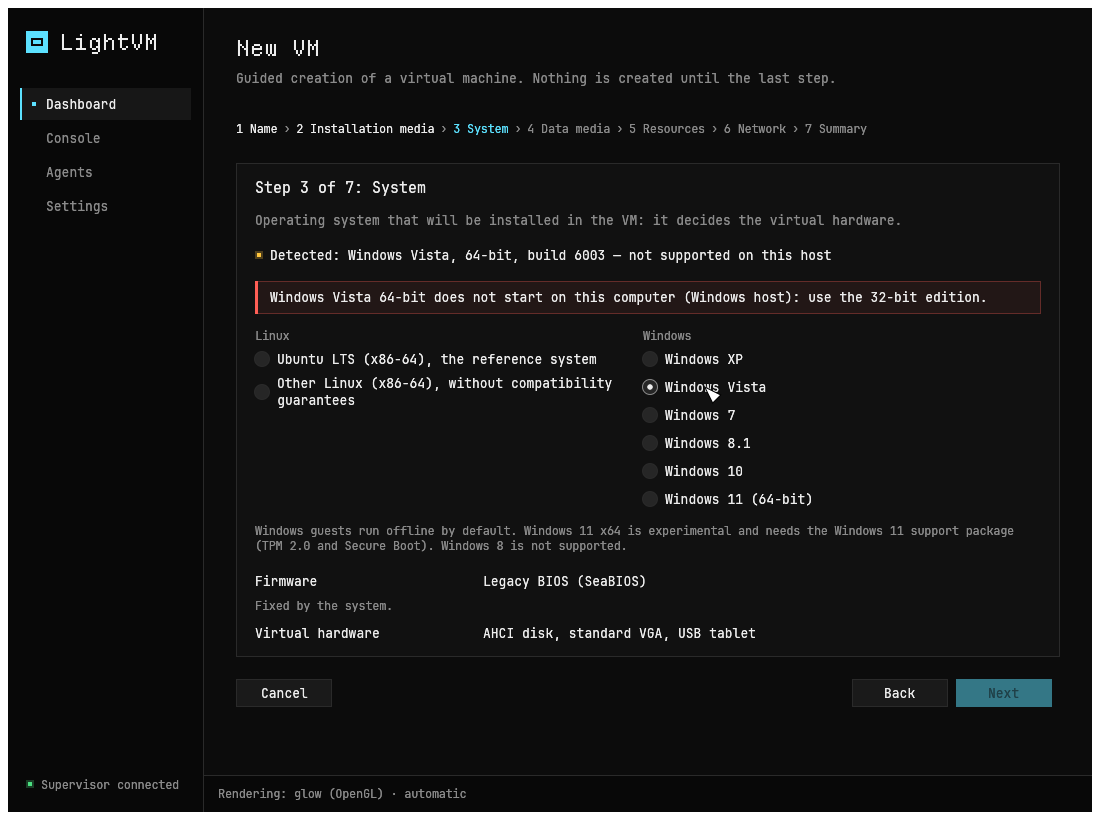 LightVM
Dashboard
Console
Agents
Settings
Supervisor connected
New VM
Guided creation of a virtual machine. Nothing is created until the last step.
1 Name › 2 Installation media › 3 System › 4 Data media › 5 Resources › 6 Network › 7 Summary
Step 3 of 7: System
Operating system that will be installed in the VM: it decides the virtual hardware.
Detected: Windows Vista, 64-bit, build 6003 — not supported on this host
Windows Vista 64-bit does not start on this computer (Windows host): use the 32-bit edition.
Linux
Ubuntu LTS (x86-64), the reference system
Other Linux (x86-64), without compatibility
guarantees
Windows
Windows XP
Windows Vista
Windows 7
Windows 8.1
Windows 10
Windows 11 (64-bit)
Windows guests run offline by default. Windows 11 x64 is experimental and needs the Windows 11 support package
(TPM 2.0 and Secure Boot). Windows 8 is not supported.
Firmware Legacy BIOS (SeaBIOS)
Fixed by the system.
Virtual hardware AHCI disk, standard VGA, USB tablet
Cancel Back Next
Rendering: glow (OpenGL) · automatic